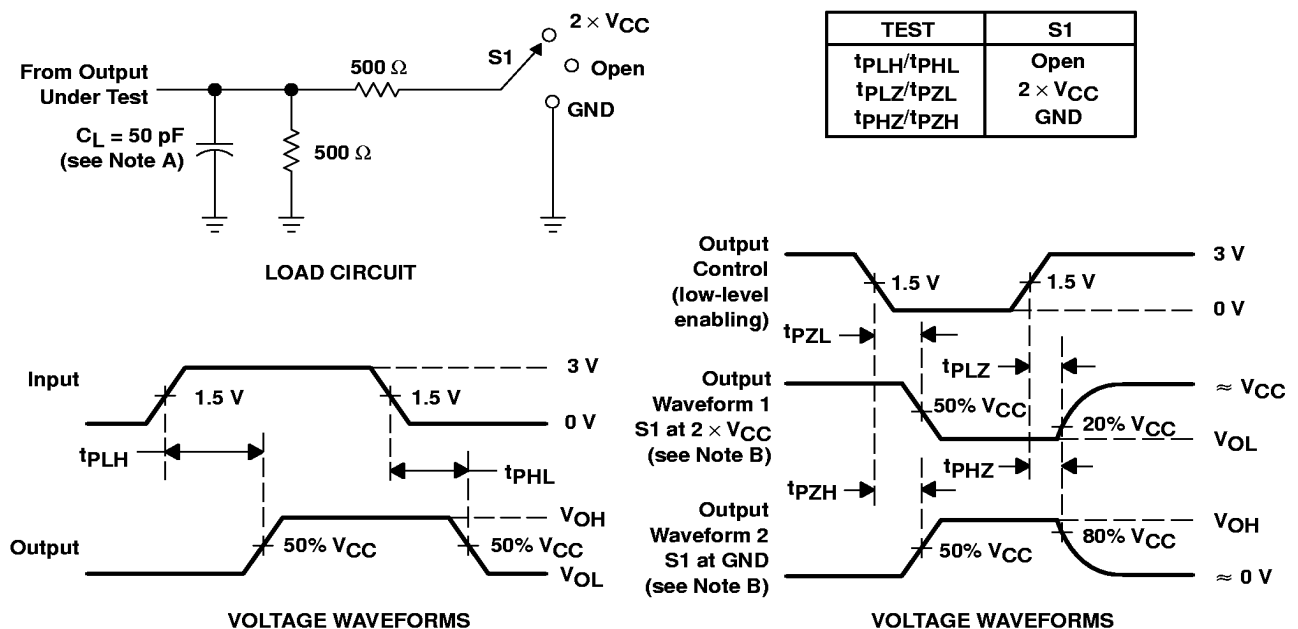 From Output
Under Test
CL = 50 pF
(see Note A)
500 Ω
500 Ω
S1
2 × VCC
Open
GND
LOAD CIRCUIT
TEST S1
tPLH/tPHL Open
tPLZ/tPZL 2 × VCC
tPHZ/tPZH GND
Input
1.5 V
1.5 V
3 V
0 V
tPLH
tPHL
Output
50% VCC
50% VCC
VOH
VOL
VOLTAGE WAVEFORMS
Output
Control
(low-level
enabling)
1.5 V
1.5 V
3 V
0 V
tPZL
tPLZ
Output
Waveform 1
S1 at 2 × VCC
(see Note B)
50% VCC
20% VCC
≈ VCC
VOL
tPZH
tPHZ
Output
Waveform 2
S1 at GND
(see Note B)
50% VCC
80% VCC
VOH
≈ 0 V
VOLTAGE WAVEFORMS